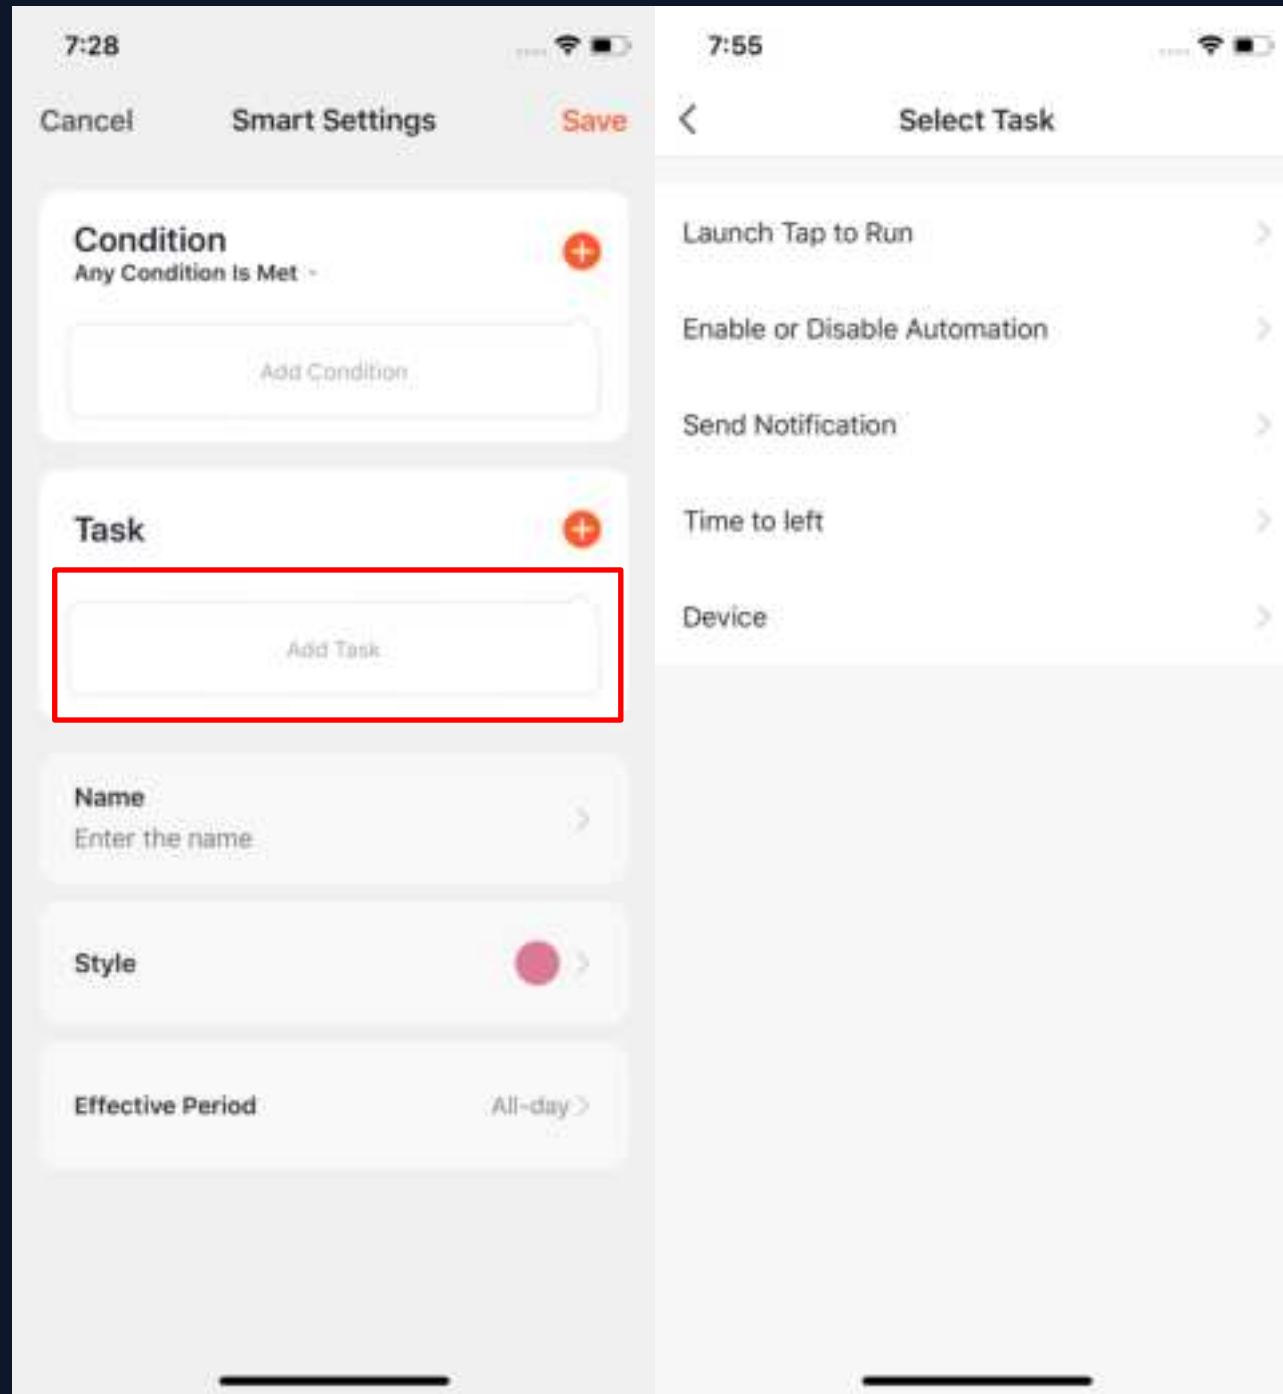 7:28
Cancel
Smart Settings
Save
Condition
Any Condition Is Met
Add Condition
Task
Add Task
Name
Enter the name
Style
Effective Period
All-day
7:55
Select Task
Launch Tap to Run
Enable or Disable Automation
Send Notification
Time to left
Device